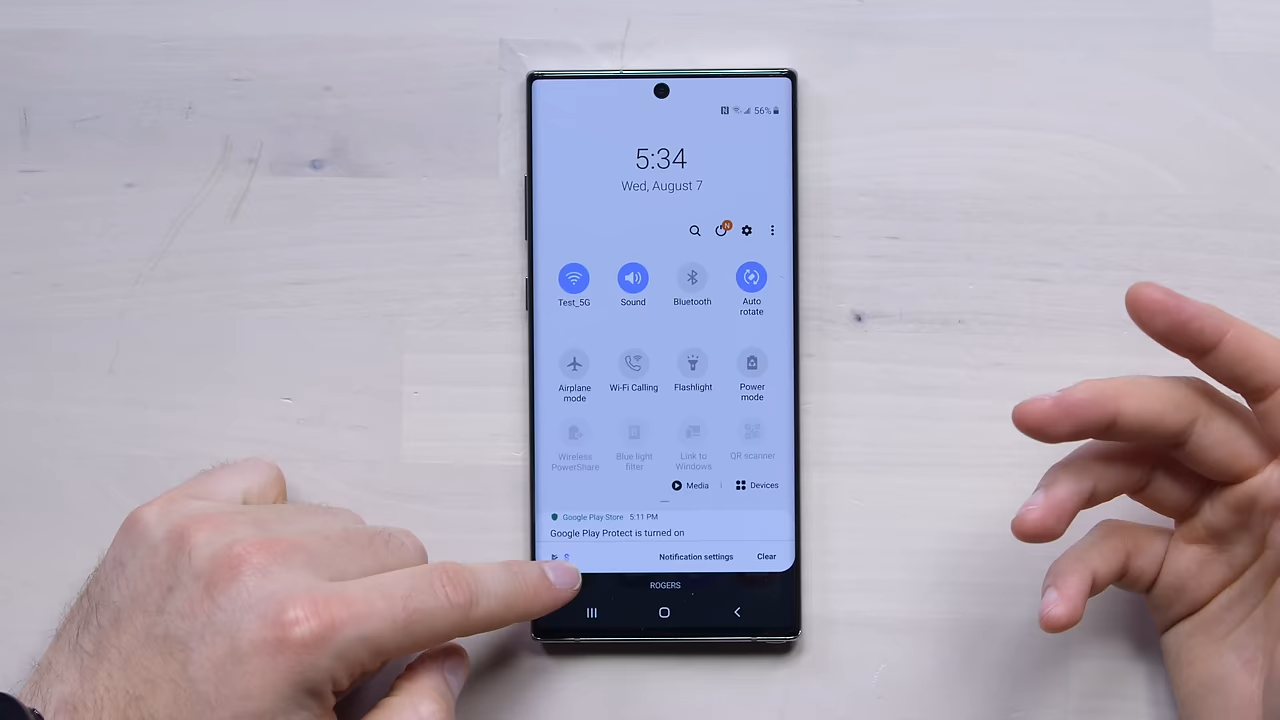 56%
5:34
Wed, August 7
N
Test_5G
Sound
Bluetooth
Auto
rotate
Airplane
mode
Wi-Fi Calling
Flashlight
Power
mode
Wireless
PowerShare
Blue light
filter
Link to
Windows
QR scanner
Media
Devices
Google Play Store 5:11 PM
Google Play Protect is turned on
Notification settings
Clear
ROGERS